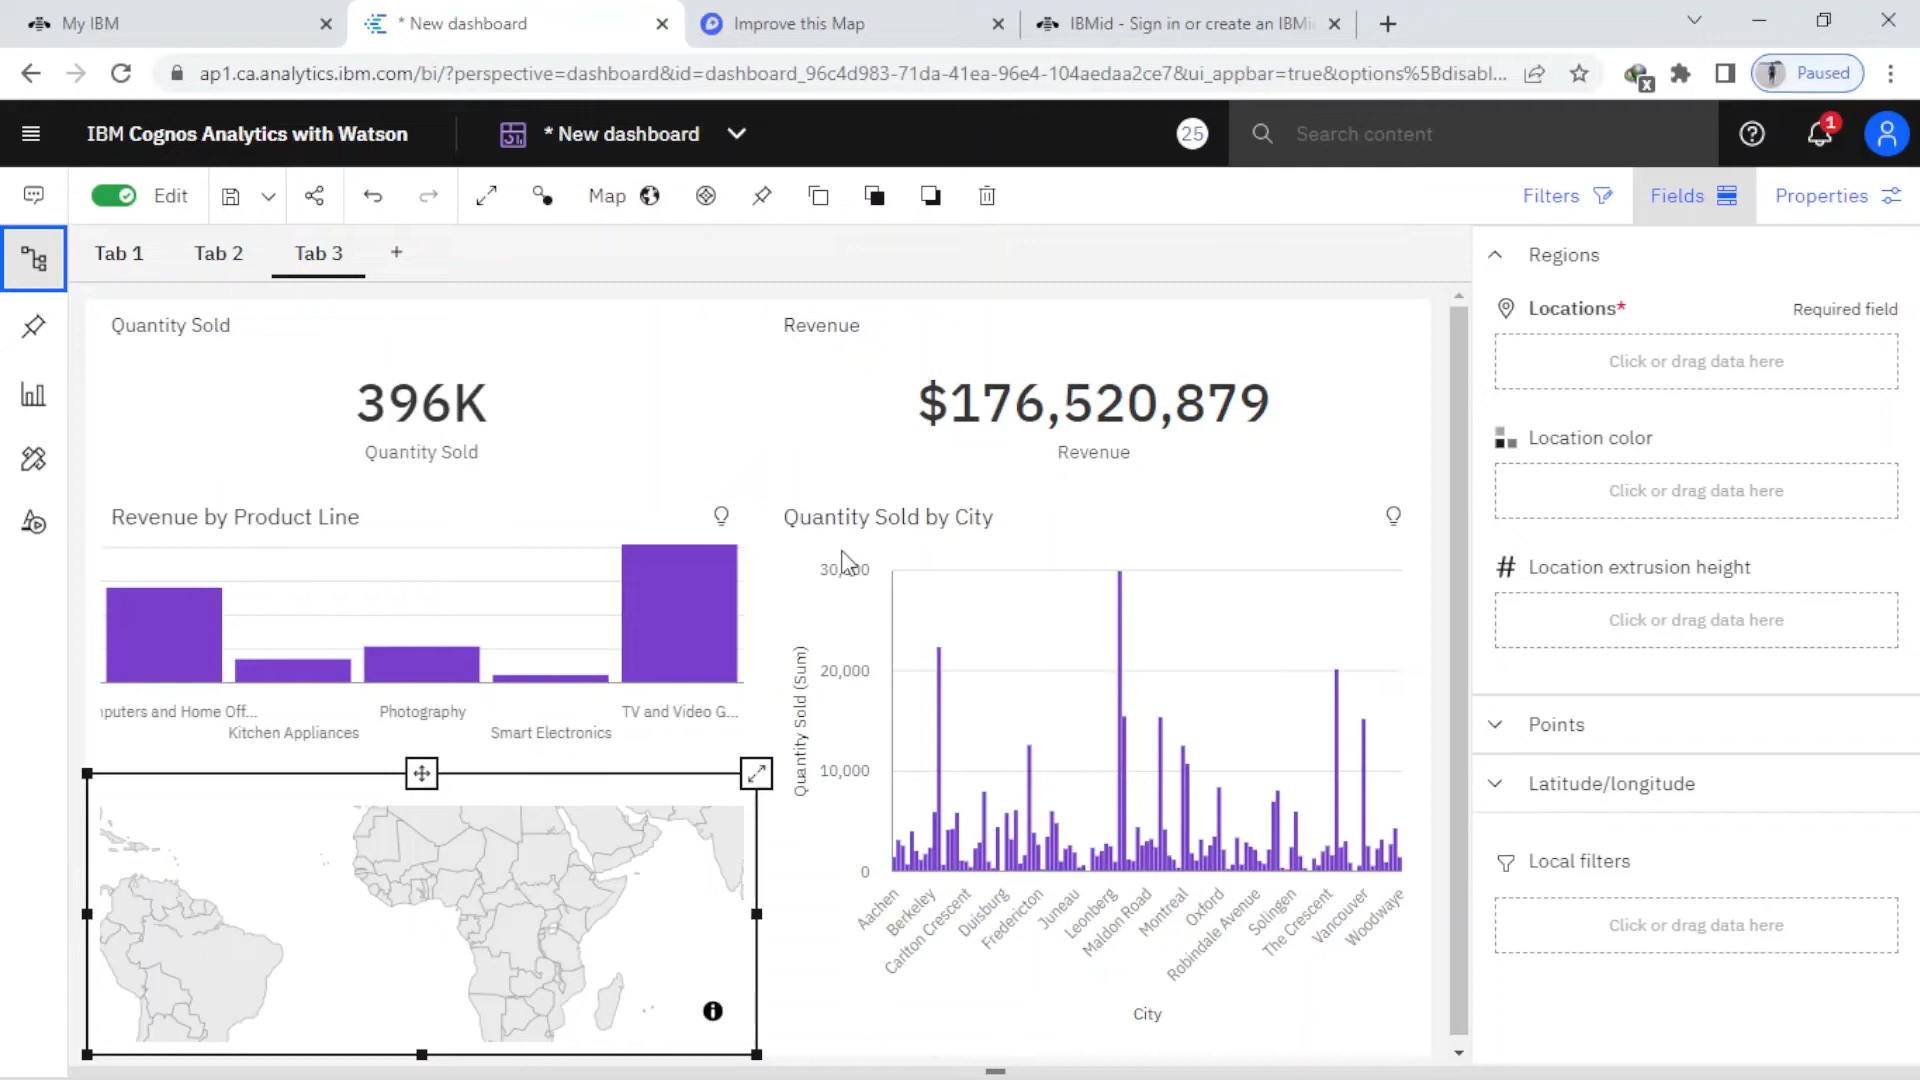 My IBM
* New dashboard
Improve this Map
IBMid - Sign in or create an IBMi
ap1.ca.analytics.ibm.com/bi/?perspective=dashboard&id=dashboard_96c4d983-71da-41ea-96e4-104aedaa2ce7&ui_appbar=true&options%5Bdisabl...
Paused
IBM Cognos Analytics with Watson
* New dashboard
25
Search content
1
Edit
Map
Filters
Fields
Properties
Tab 1
Tab 2
Tab 3
Quantity Sold
396K
Quantity Sold
Revenue
$176,520,879
Revenue
Revenue by Product Line
nputers and Home Off...
Kitchen Appliances
Photography
Smart Electronics
TV and Video G...
Quantity Sold by City
20,000
10,000
0
Quantity Sold (Sum)
Aachen
Berkeley
Carlton Crescent
Duisburg
Fredericton
Juneau
Leonberg
Maldon Road
Montreal
Oxford
Robindale Avenue
Solingen
The Crescent
Vancouver
Woodwaye
City
Regions
Locations*
Required field
Click or drag data here
Location color
Click or drag data here
# Location extrusion height
Click or drag data here
Points
Latitude/longitude
Local filters
Click or drag data here